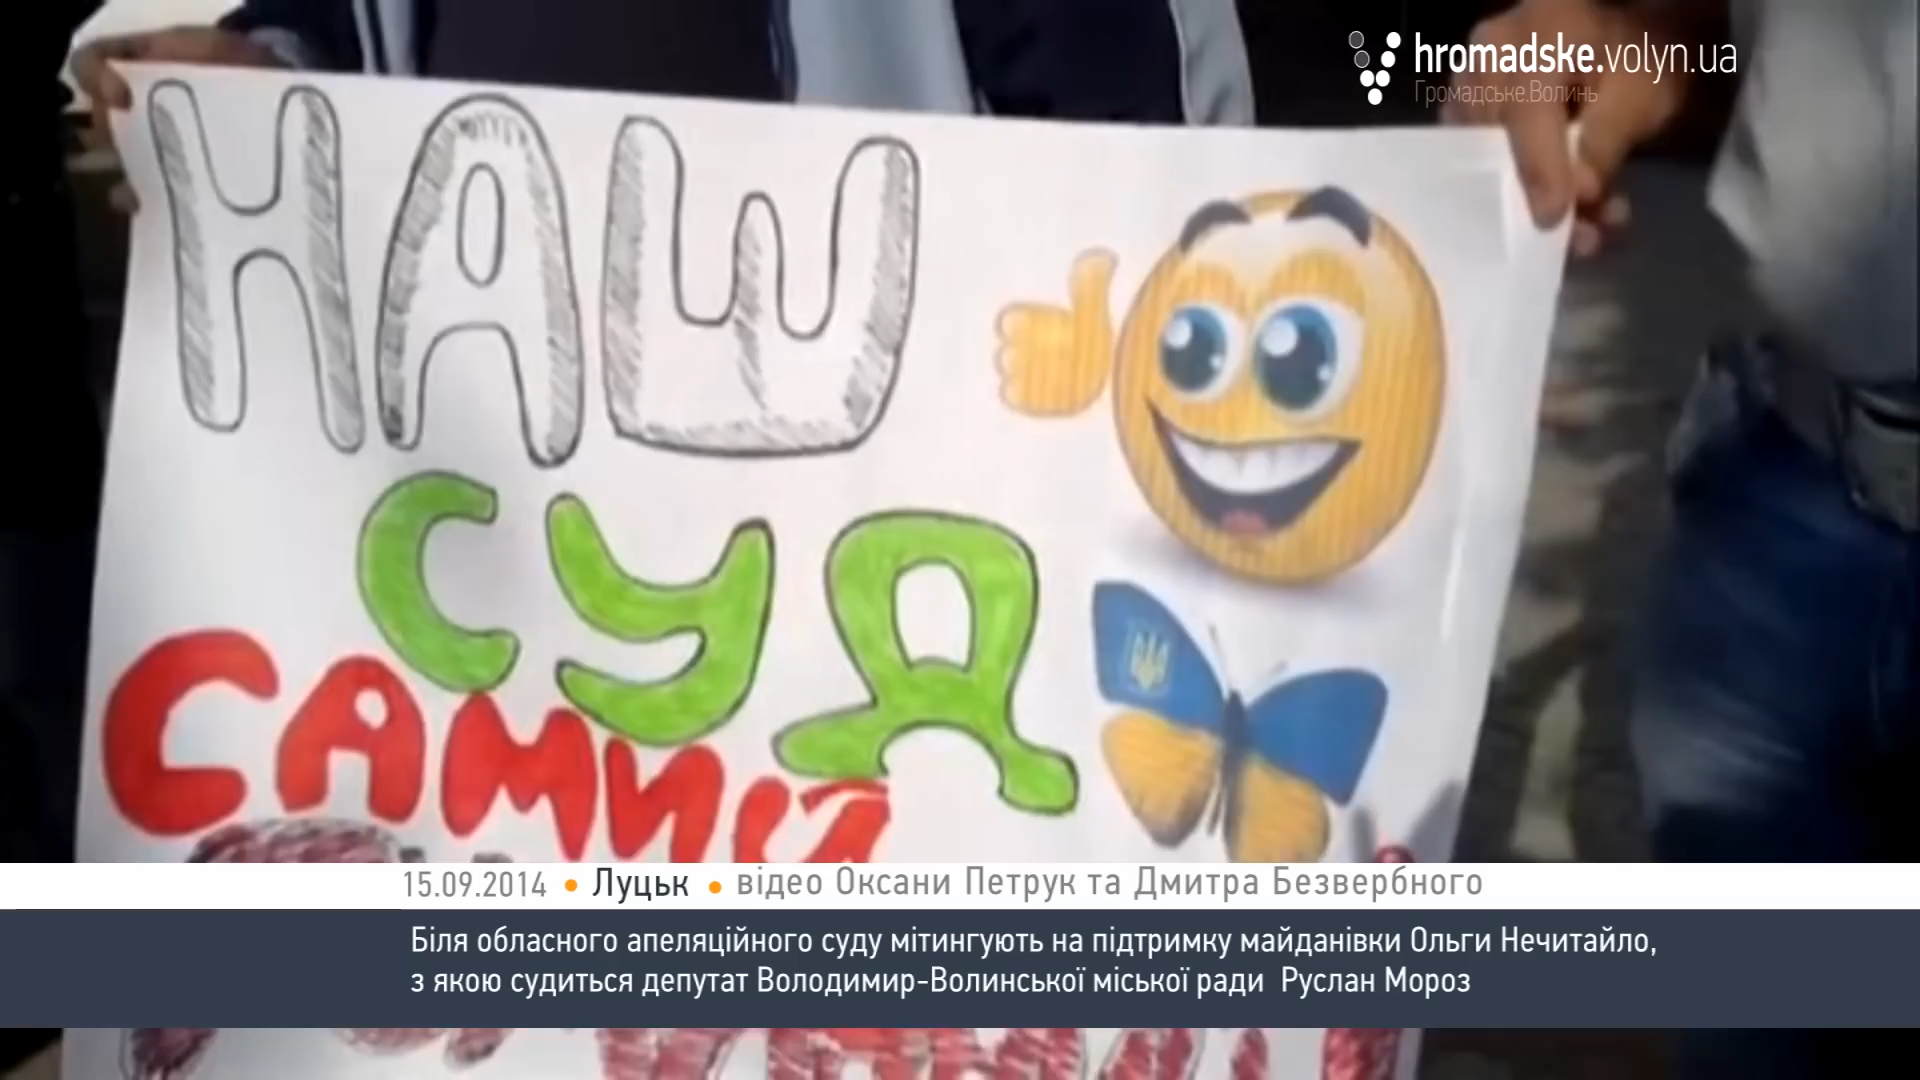 hromadske.volyn.ua
Громадське.Волинь
НАШ
СУД
САМИЙ
15.09.2014 • Луцьк • відео Оксани Петрук та Дмитра Безвербного
Біля обласного апеляційного суду мітингують на підтримку майданівки Ольги Нечитайло,
з якою судиться депутат Володимир-Волинської міської ради Руслан Мороз